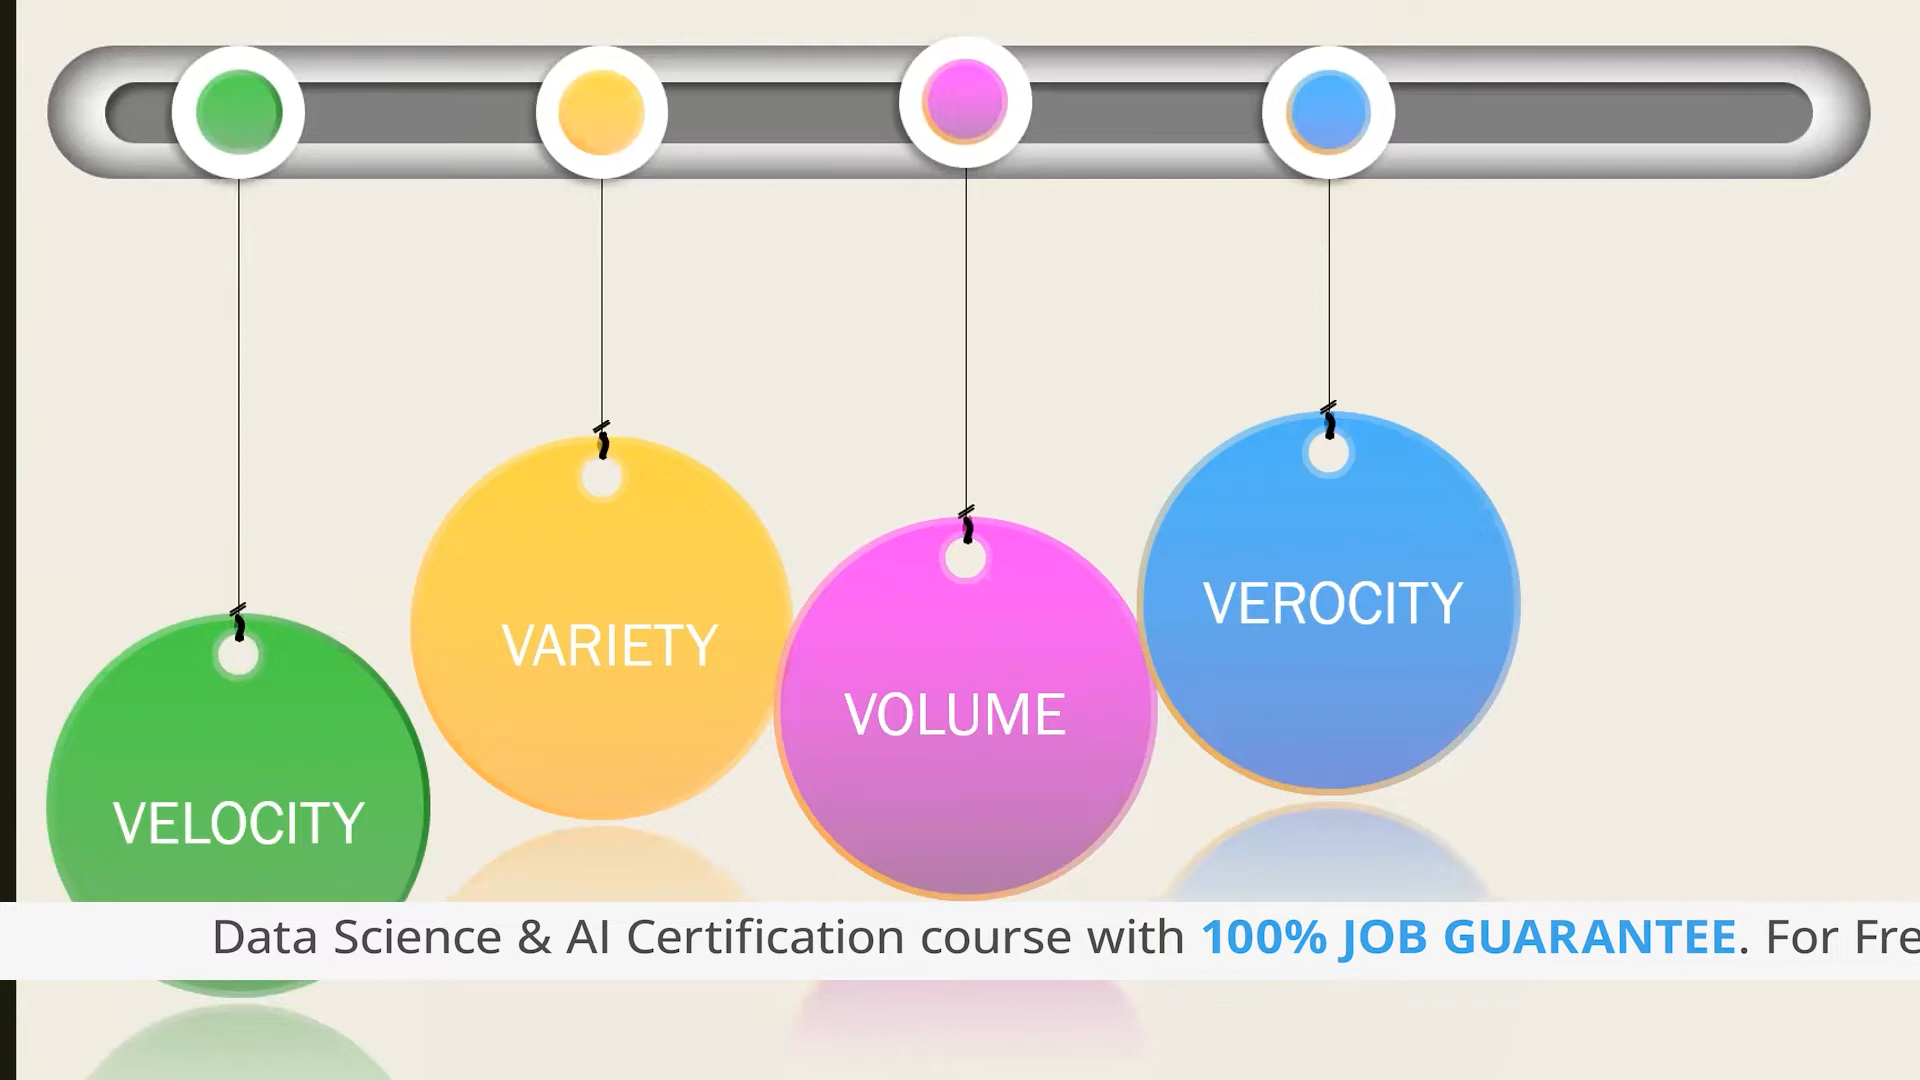 VELOCITY
VARIETY
VOLUME
VEROCITY
Data Science & AI Certification course with 100% JOB GUARANTEE. For Fre